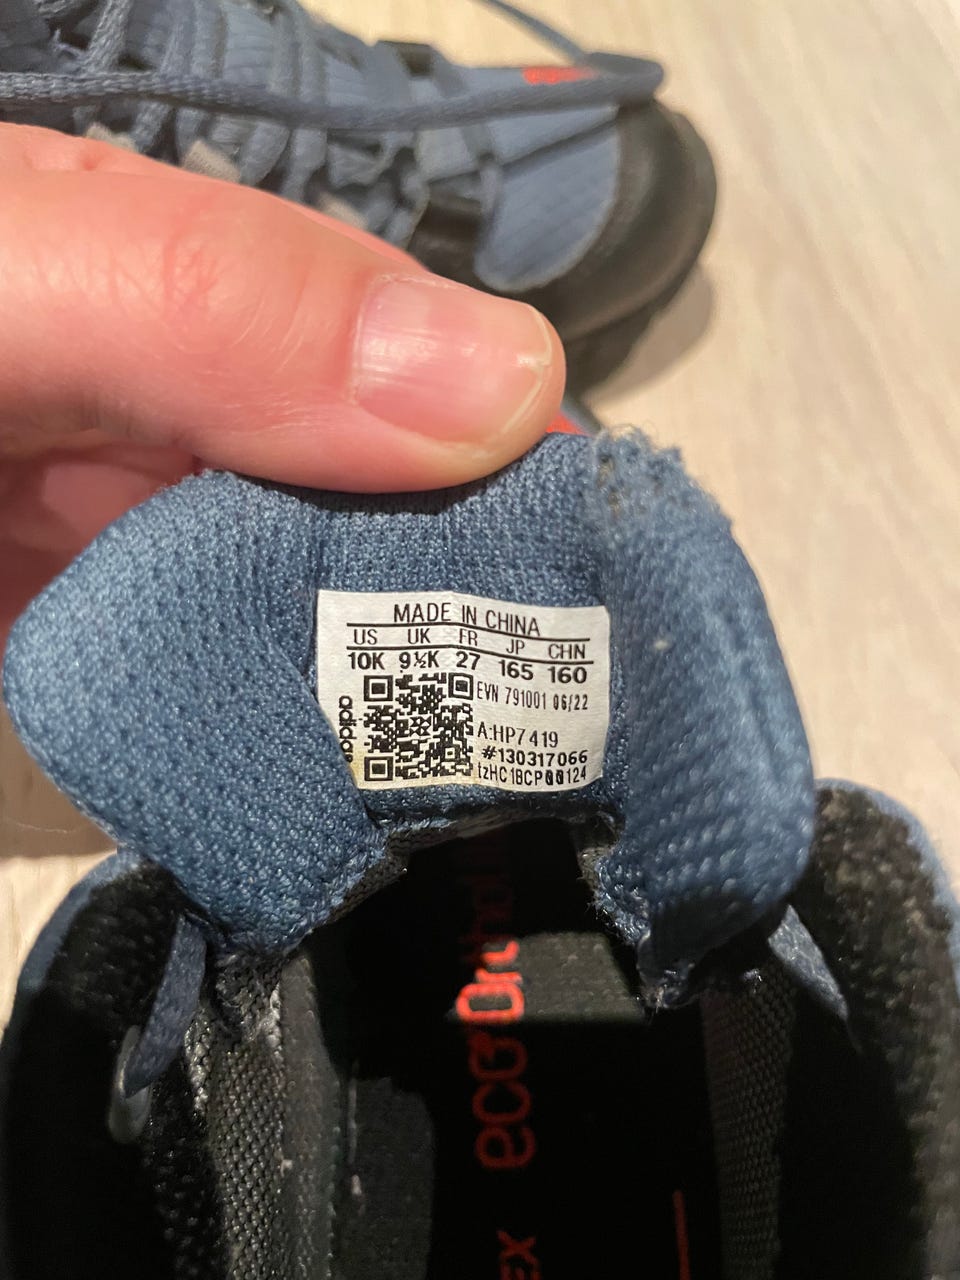 MADE IN CHINA
US UK FR JP CHN
10K 9½K 27 165 160
EVN 791001 06/22
adidas
A:HP7419
#130317066
tzHC1BCP00124
ecoOrtholite
EX